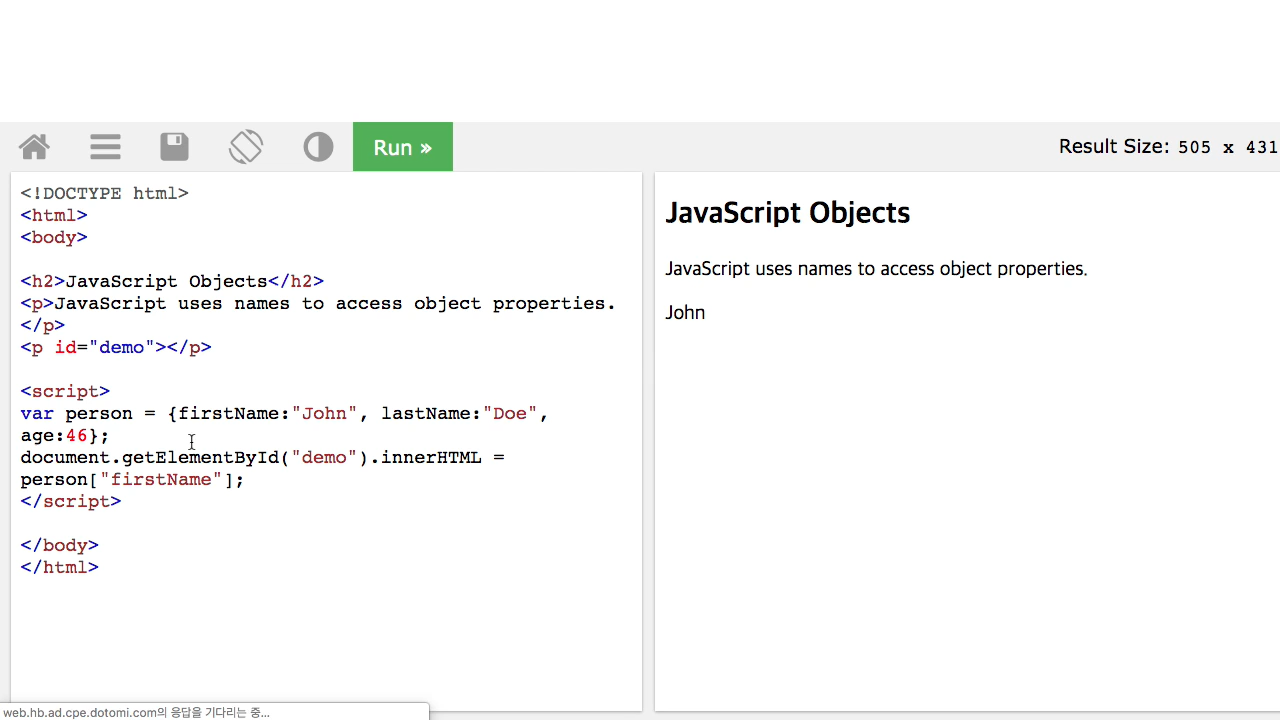 Run »
Result Size: 505 x 431
<!DOCTYPE html>
<html>
<body>
<h2>JavaScript Objects</h2>
<p>JavaScript uses names to access object properties.
</p>
<p id="demo"></p>
<script>
var person = {firstName:"John", lastName:"Doe",
age:46};
document.getElementById("demo").innerHTML =
person["firstName"];
</script>
</body>
</html>
JavaScript Objects
JavaScript uses names to access object properties.
John
web.hb.ad.cpe.dotomi.com의 응답을 기다리는 중...